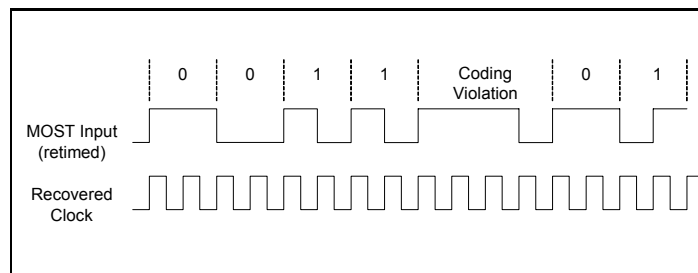 0 0 1 1 Coding Violation 0 1
MOST Input
(retimed)
Recovered
Clock